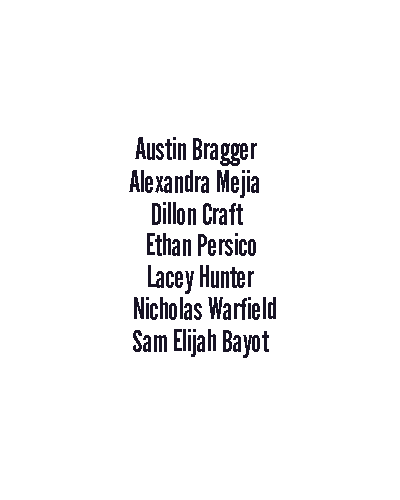 Austin Bragger
Alexandra Mejia
Dillon Craft
Ethan Persico
Lacey Hunter
Nicholas Warfield
Sam Elijah Bayot